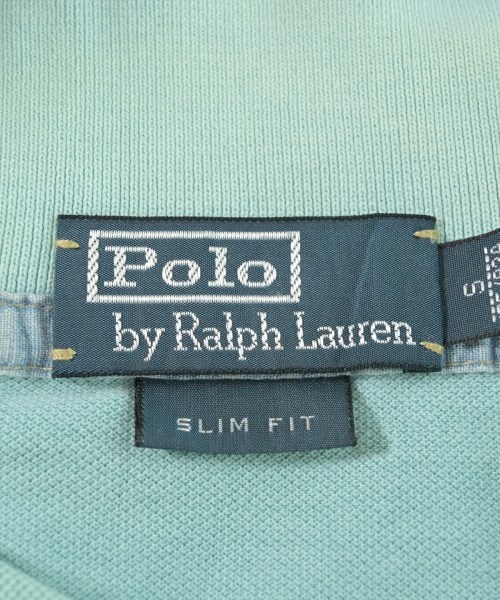 Polo
by Ralph Lauren
SLIM FIT
S